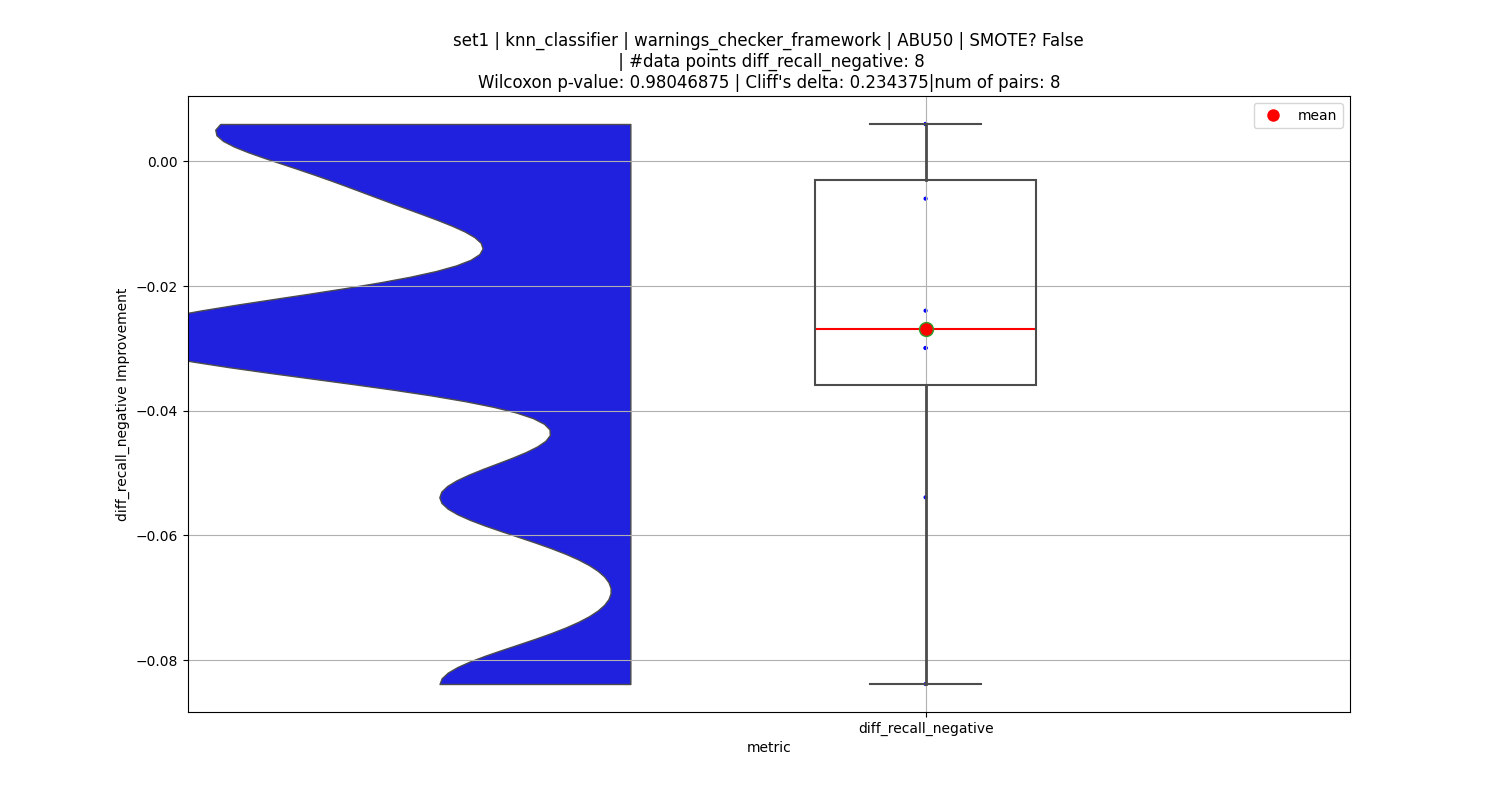 set1 | knn_classifier | warnings_checker_framework | ABU50 | SMOTE? False
| #data points diff_recall_negative: 8
Wilcoxon p-value: 0.98046875 | Cliff's delta: 0.234375|num of pairs: 8
mean
0.00
−0.02
−0.04
−0.06
−0.08
diff_recall_negative Improvement
diff_recall_negative
metric